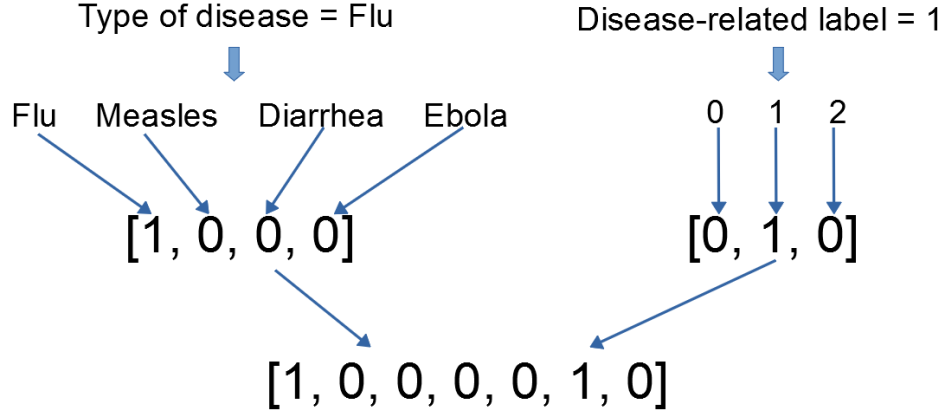 Type of disease = Flu
Disease-related label = 1
Flu Measles Diarrhea Ebola
0 1 2
[1, 0, 0, 0]
[0, 1, 0]
[1, 0, 0, 0, 0, 1, 0]